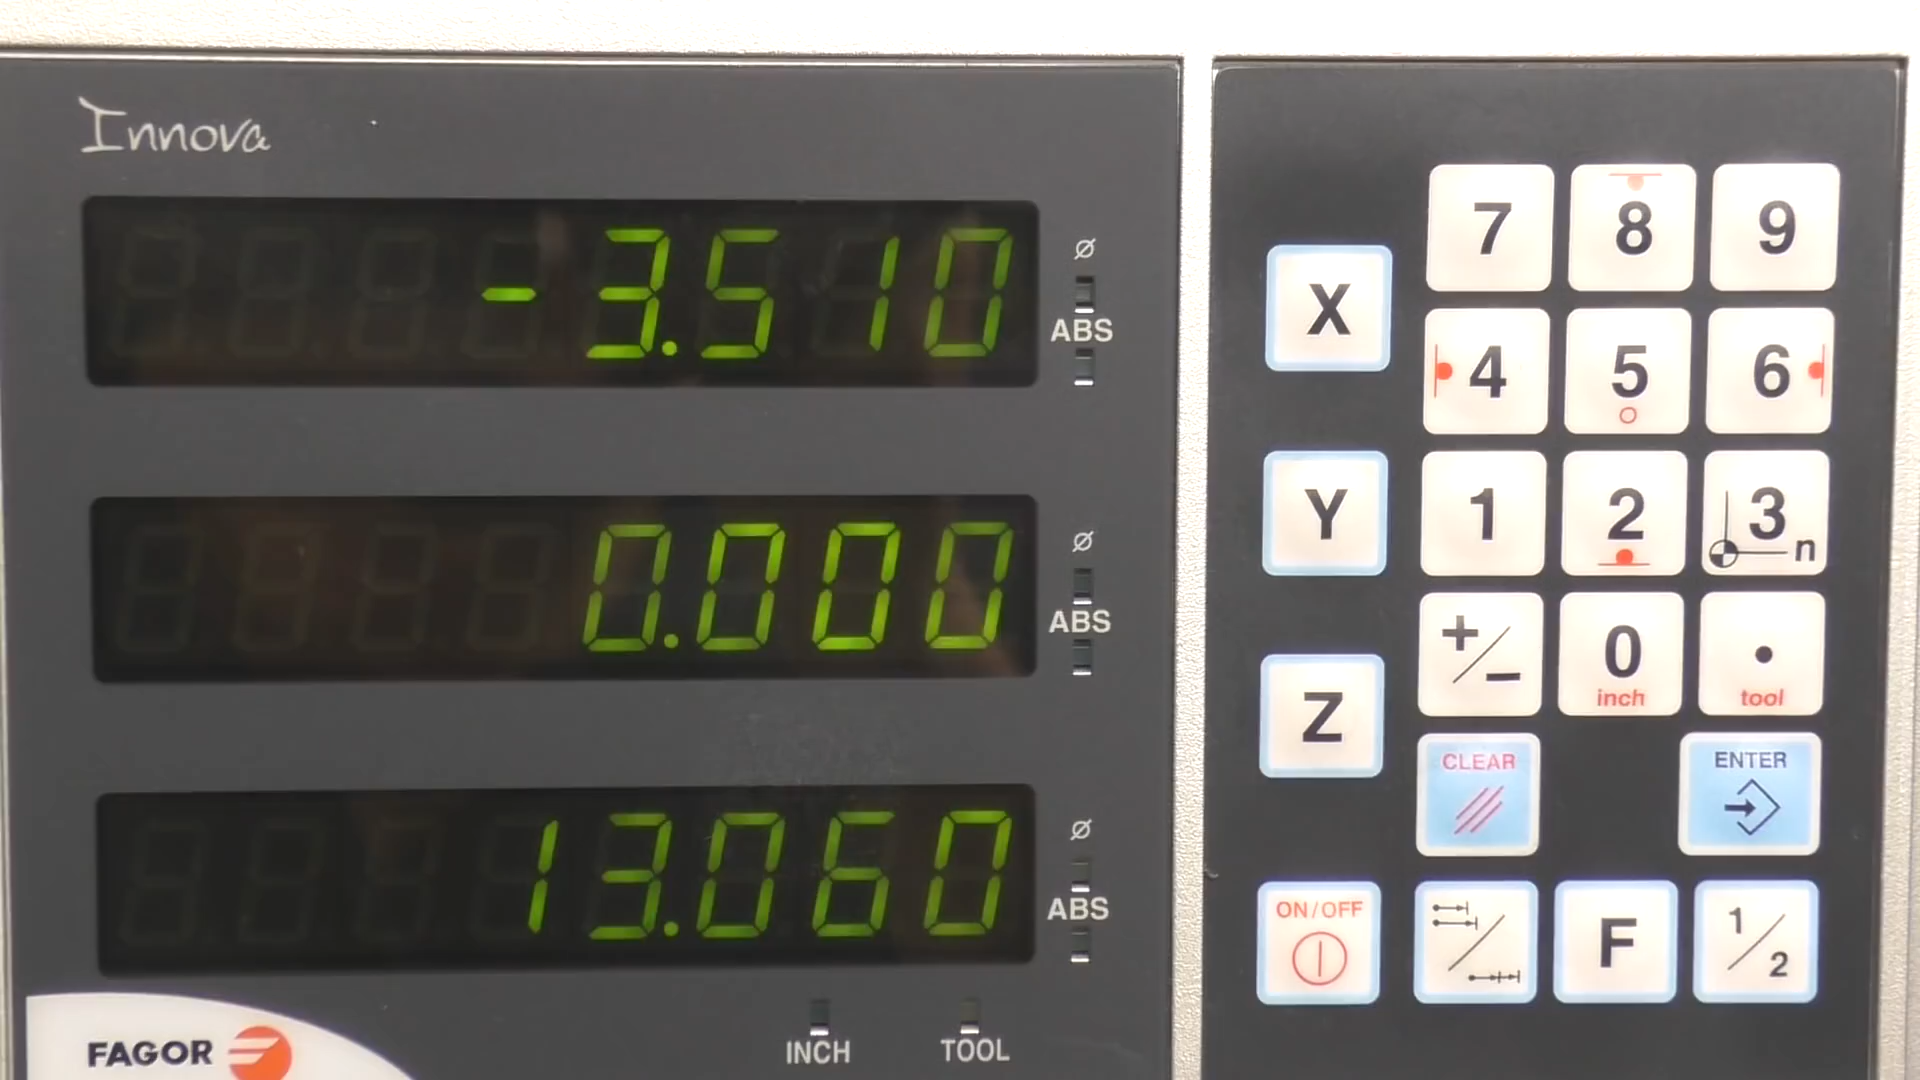 Innova
-3.510
Ø
ABS
0.000
Ø
ABS
13.060
Ø
ABS
INCH TOOL
FAGOR
X
Y
Z
7 8 9
4 5 6
1 2 3 n
+/- 0 .
inch tool
CLEAR ENTER
ON/OFF F 1/2